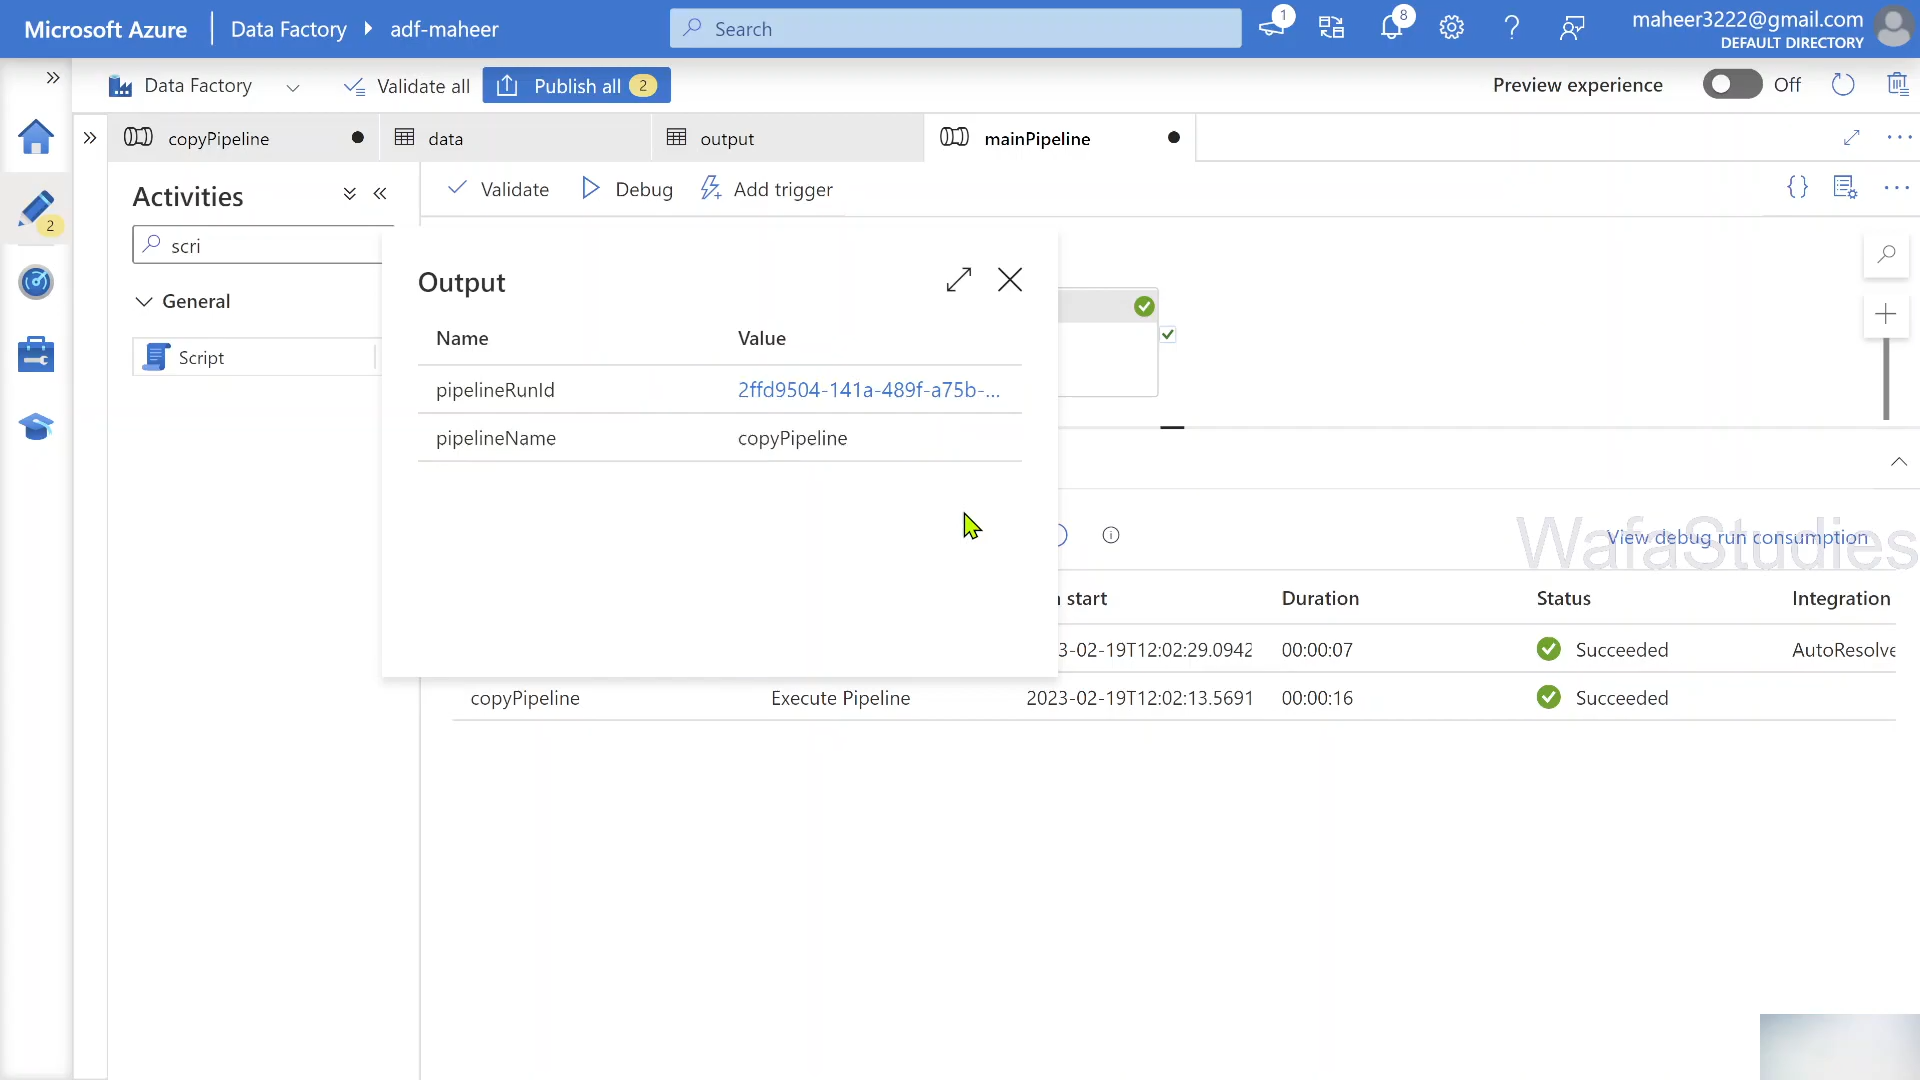 Microsoft Azure
Data Factory
adf-maheer
Search
1
8
maheer3222@gmail.com
DEFAULT DIRECTORY
Data Factory
Validate all
Publish all
2
Preview experience
Off
copyPipeline
data
output
mainPipeline
2
Activities
Validate
Debug
Add trigger
scri
General
Script
Output
Name
Value
pipelineRunId
2ffd9504-141a-489f-a75b-...
pipelineName
copyPipeline
View debug run consumption
WafaStudies
start
Duration
Status
Integration
3-02-19T12:02:29.0942
00:00:07
Succeeded
AutoResolve
copyPipeline
Execute Pipeline
2023-02-19T12:02:13.5691
00:00:16
Succeeded